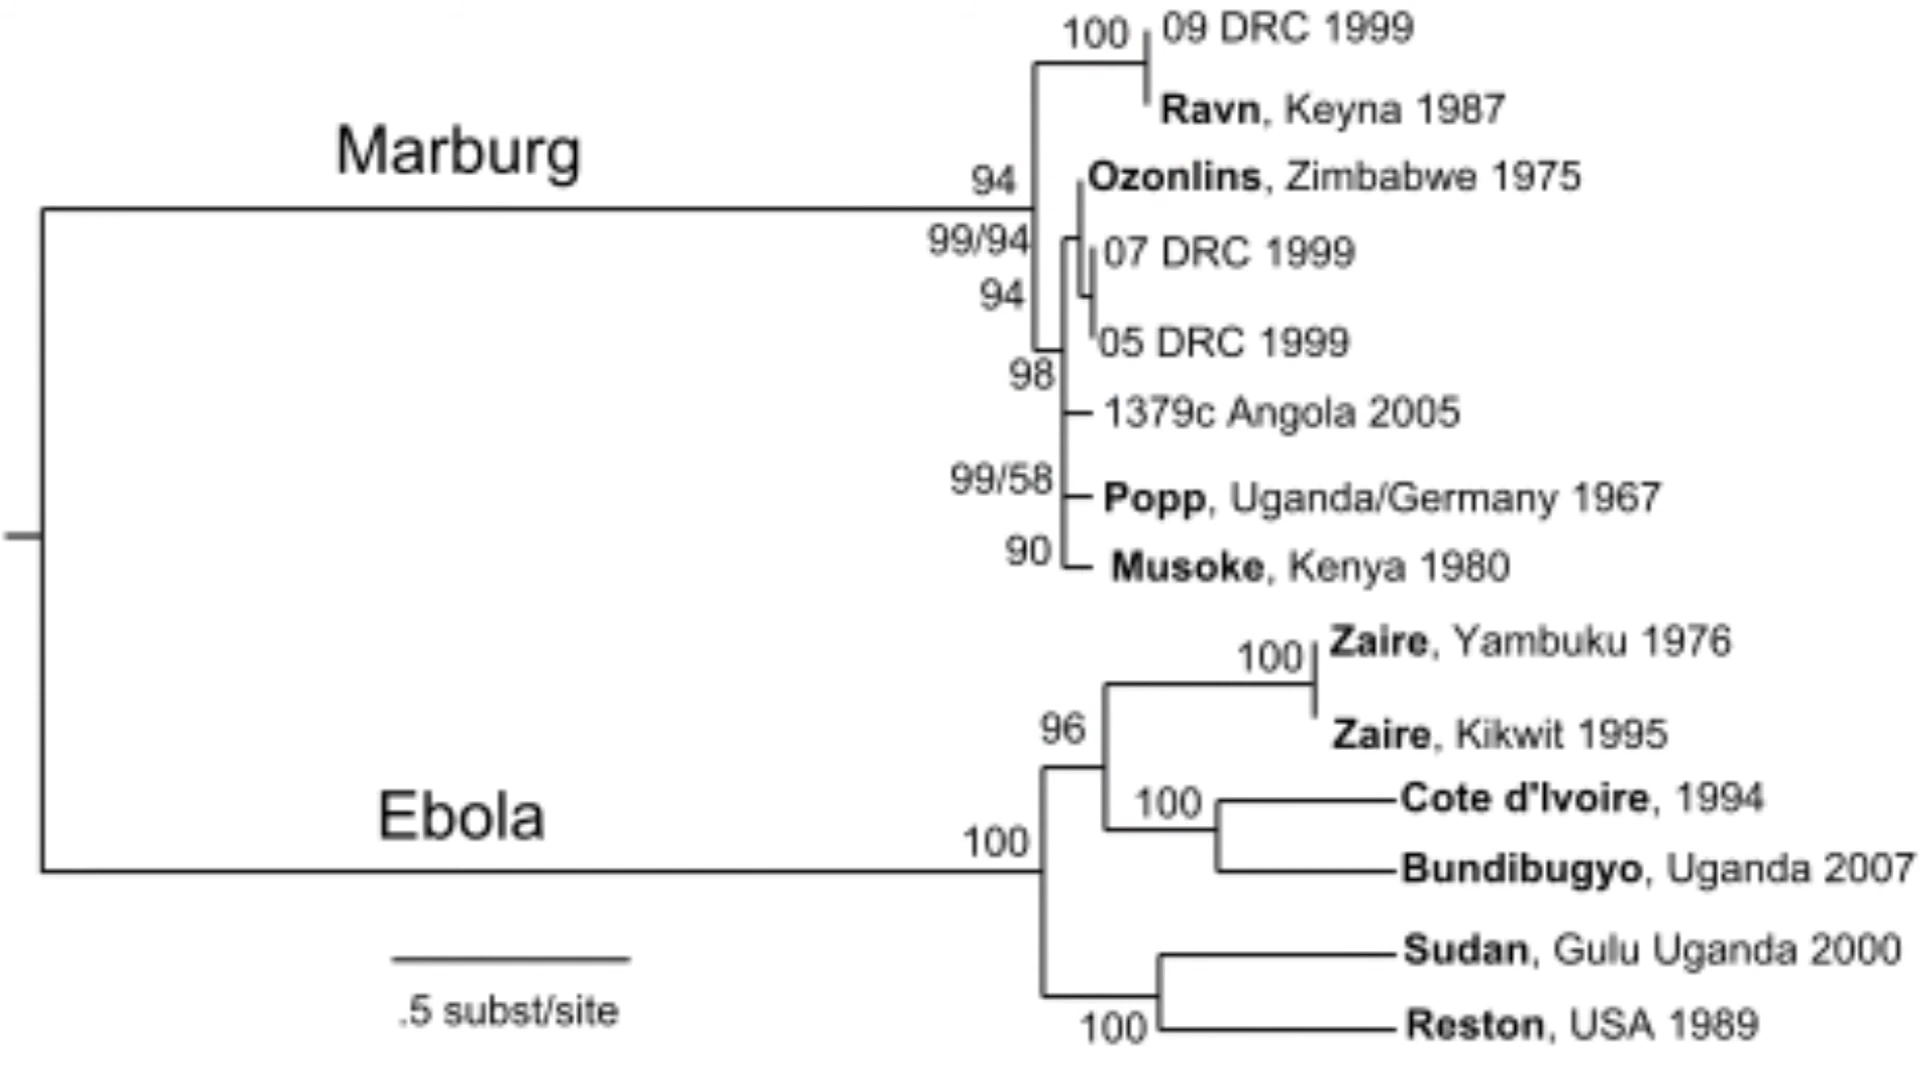 100 09 DRC 1999
Ravn, Keyna 1987
Marburg
94 Ozonlins, Zimbabwe 1975
99/94 07 DRC 1999
94
05 DRC 1999
98
1379c Angola 2005
99/58 Popp, Uganda/Germany 1967
90 Musoke, Kenya 1980
100 Zaire, Yambuku 1976
96 Zaire, Kikwit 1995
100 Cote d'Ivoire, 1994
Ebola
100 Bundibugyo, Uganda 2007
Sudan, Gulu Uganda 2000
.5 subst/site
100 Reston, USA 1989